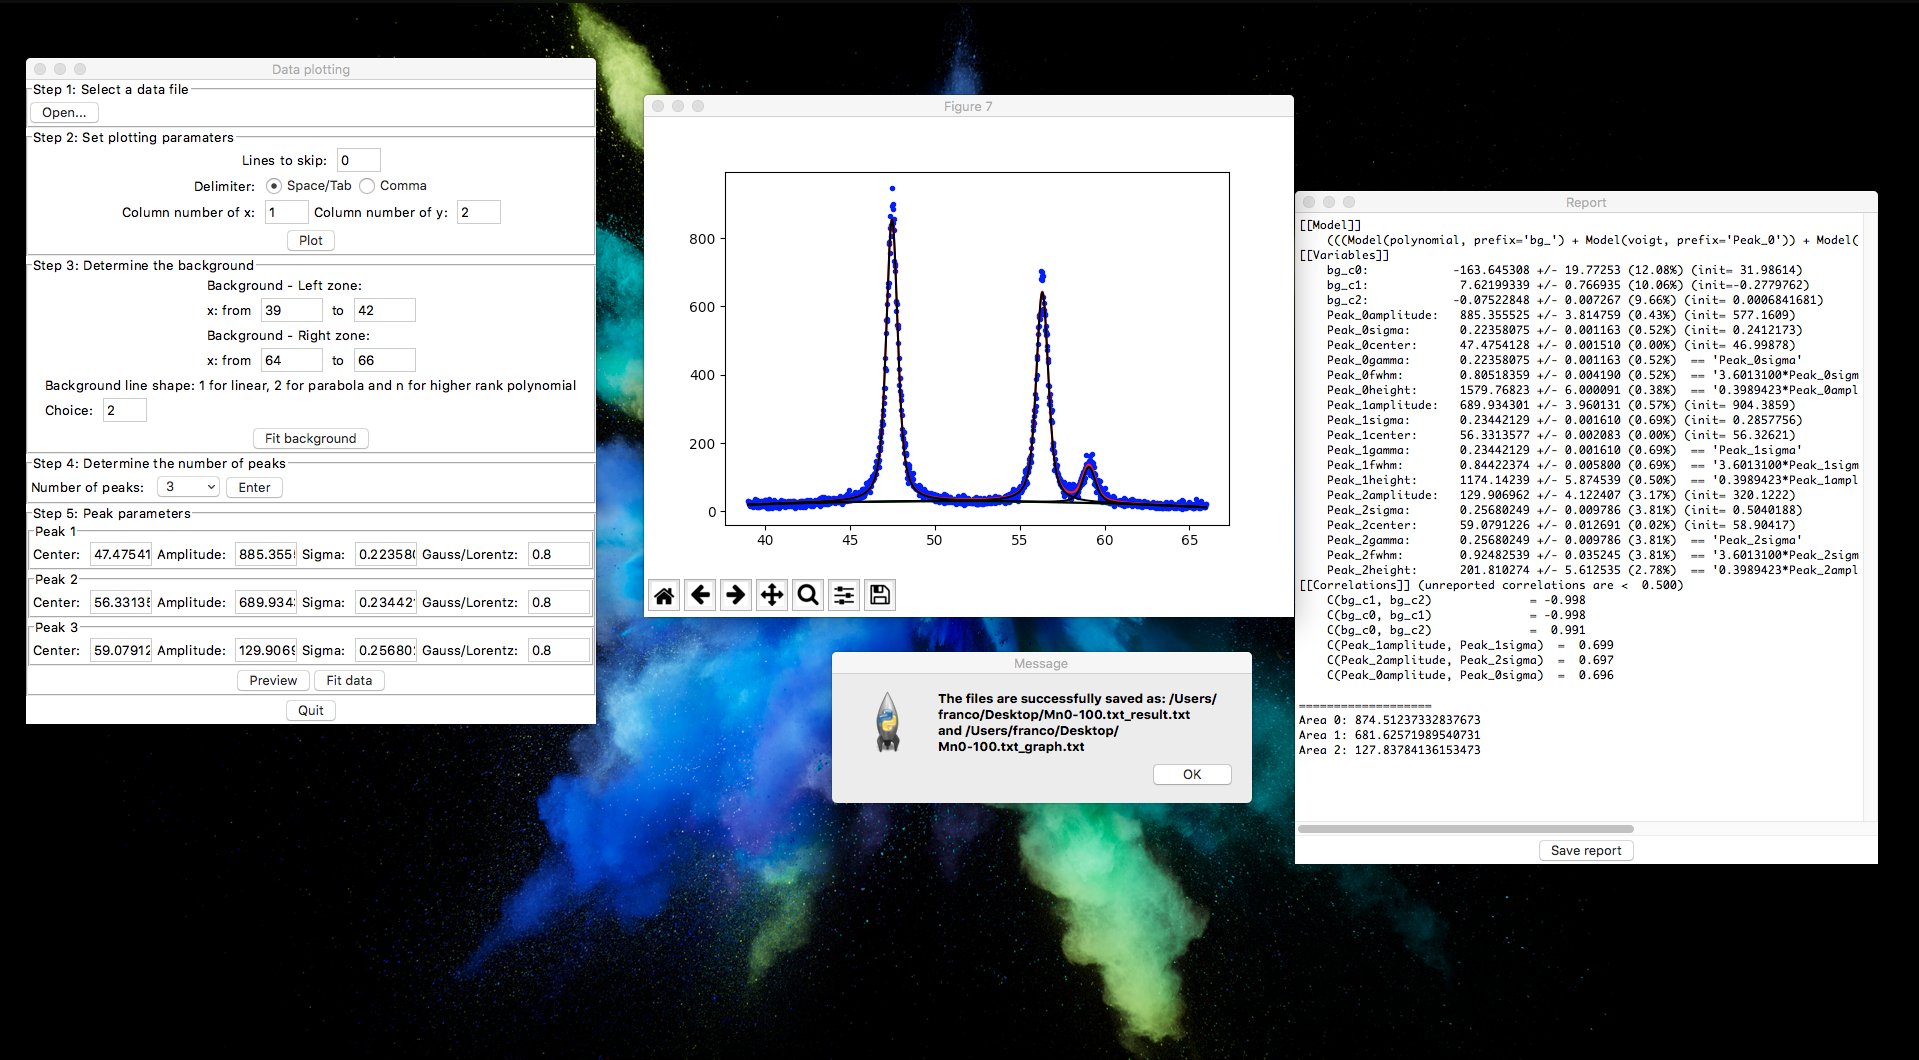 Data plotting
Step 1: Select a data file
Open...
Step 2: Set plotting paramaters
Lines to skip: 0
Delimiter: Space/Tab Comma
Column number of x: 1 Column number of y: 2
Plot
Step 3: Determine the background
Background - Left zone:
x: from 39 to 42
Background - Right zone:
x: from 64 to 66
Background line shape: 1 for linear, 2 for parabola and n for higher rank polynomial
Choice: 2
Fit background
Step 4: Determine the number of peaks
Number of peaks: 3 Enter
Step 5: Peak parameters
Peak 1
Center: 47.47541 Amplitude: 885.355 Sigma: 0.22358 Gauss/Lorentz: 0.8
Peak 2
Center: 56.3313 Amplitude: 689.934 Sigma: 0.23442 Gauss/Lorentz: 0.8
Peak 3
Center: 59.07912 Amplitude: 129.906 Sigma: 0.25680 Gauss/Lorentz: 0.8
Preview Fit data
Quit
Figure 7
800
600
400
200
0
40 45 50 55 60 65
Message
The files are successfully saved as: /Users/
franco/Desktop/Mn0-100.txt_result.txt
and /Users/franco/Desktop/
Mn0-100.txt_graph.txt
OK
Report
[[Model]]
(((Model(polynomial, prefix='bg_') + Model(voigt, prefix='Peak_0')) + Model(
[[Variables]]
bg_c0: -163.645308 +/- 19.77253 (12.08%) (init= 31.98614)
bg_c1: 7.62199339 +/- 0.766935 (10.06%) (init=-0.2779762)
bg_c2: -0.07522848 +/- 0.007267 (9.66%) (init= 0.0006841681)
Peak_0amplitude: 885.355525 +/- 3.814759 (0.43%) (init= 577.1609)
Peak_0sigma: 0.22358075 +/- 0.001163 (0.52%) (init= 0.2412173)
Peak_0center: 47.4754128 +/- 0.001510 (0.00%) (init= 46.99878)
Peak_0gamma: 0.22358075 +/- 0.001163 (0.52%) == 'Peak_0sigma'
Peak_0fwhm: 0.80518359 +/- 0.004190 (0.52%) == '3.6013100*Peak_0sigm
Peak_0height: 1579.76823 +/- 6.000091 (0.38%) == '0.3989423*Peak_0ampl
Peak_1amplitude: 689.934301 +/- 3.960131 (0.57%) (init= 904.3859)
Peak_1sigma: 0.23442129 +/- 0.001610 (0.69%) (init= 0.2857756)
Peak_1center: 56.3313577 +/- 0.002083 (0.00%) (init= 56.32621)
Peak_1gamma: 0.23442129 +/- 0.001610 (0.69%) == 'Peak_1sigma'
Peak_1fwhm: 0.84422374 +/- 0.005800 (0.69%) == '3.6013100*Peak_1sigm
Peak_1height: 1174.14239 +/- 5.874539 (0.50%) == '0.3989423*Peak_1ampl
Peak_2amplitude: 129.906962 +/- 4.122407 (3.17%) (init= 320.1222)
Peak_2sigma: 0.25680249 +/- 0.009786 (3.81%) (init= 0.5040188)
Peak_2center: 59.0791226 +/- 0.012691 (0.02%) (init= 58.90417)
Peak_2gamma: 0.25680249 +/- 0.009786 (3.81%) == 'Peak_2sigma'
Peak_2fwhm: 0.92482539 +/- 0.035245 (3.81%) == '3.6013100*Peak_2sigm
Peak_2height: 201.810274 +/- 5.612535 (2.78%) == '0.3989423*Peak_2ampl
[[Correlations]] (unreported correlations are < 0.500)
C(bg_c1, bg_c2) = -0.998
C(bg_c0, bg_c1) = -0.998
C(bg_c0, bg_c2) = 0.991
C(Peak_1amplitude, Peak_1sigma) = 0.699
C(Peak_2amplitude, Peak_2sigma) = 0.697
C(Peak_0amplitude, Peak_0sigma) = 0.696
===================
Area 0: 874.51237332837673
Area 1: 681.62571989540731
Area 2: 127.83784136153473
Save report